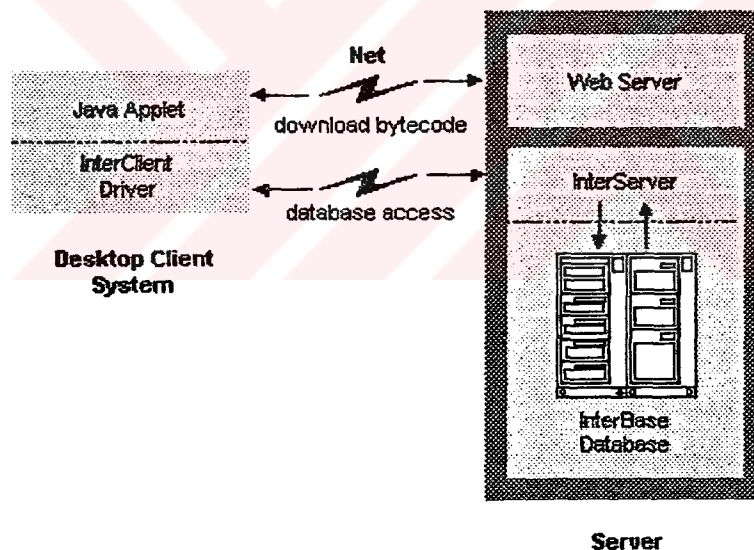 Net
Java Applet
download bytecode
Web Server
InterClient
Driver
database access
InterServer
Desktop Client
System
InterBase
Database
Server